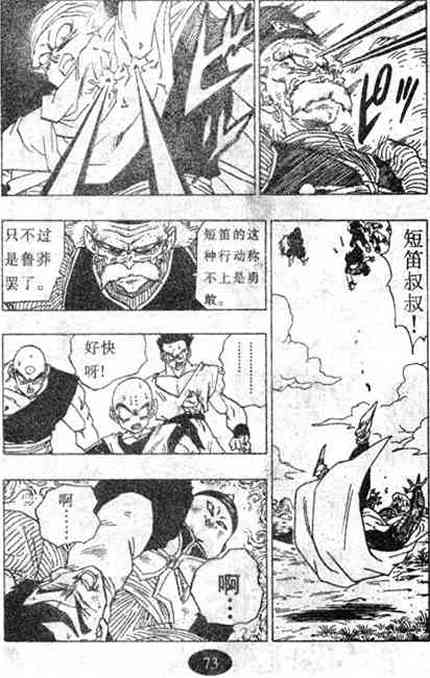 ビッ
短笛叔叔！
短笛的这
种行动称
不上是勇
敢。
只不过
是鲁莽
罢了。
…………
好快
呀！
啊……
啊……
73